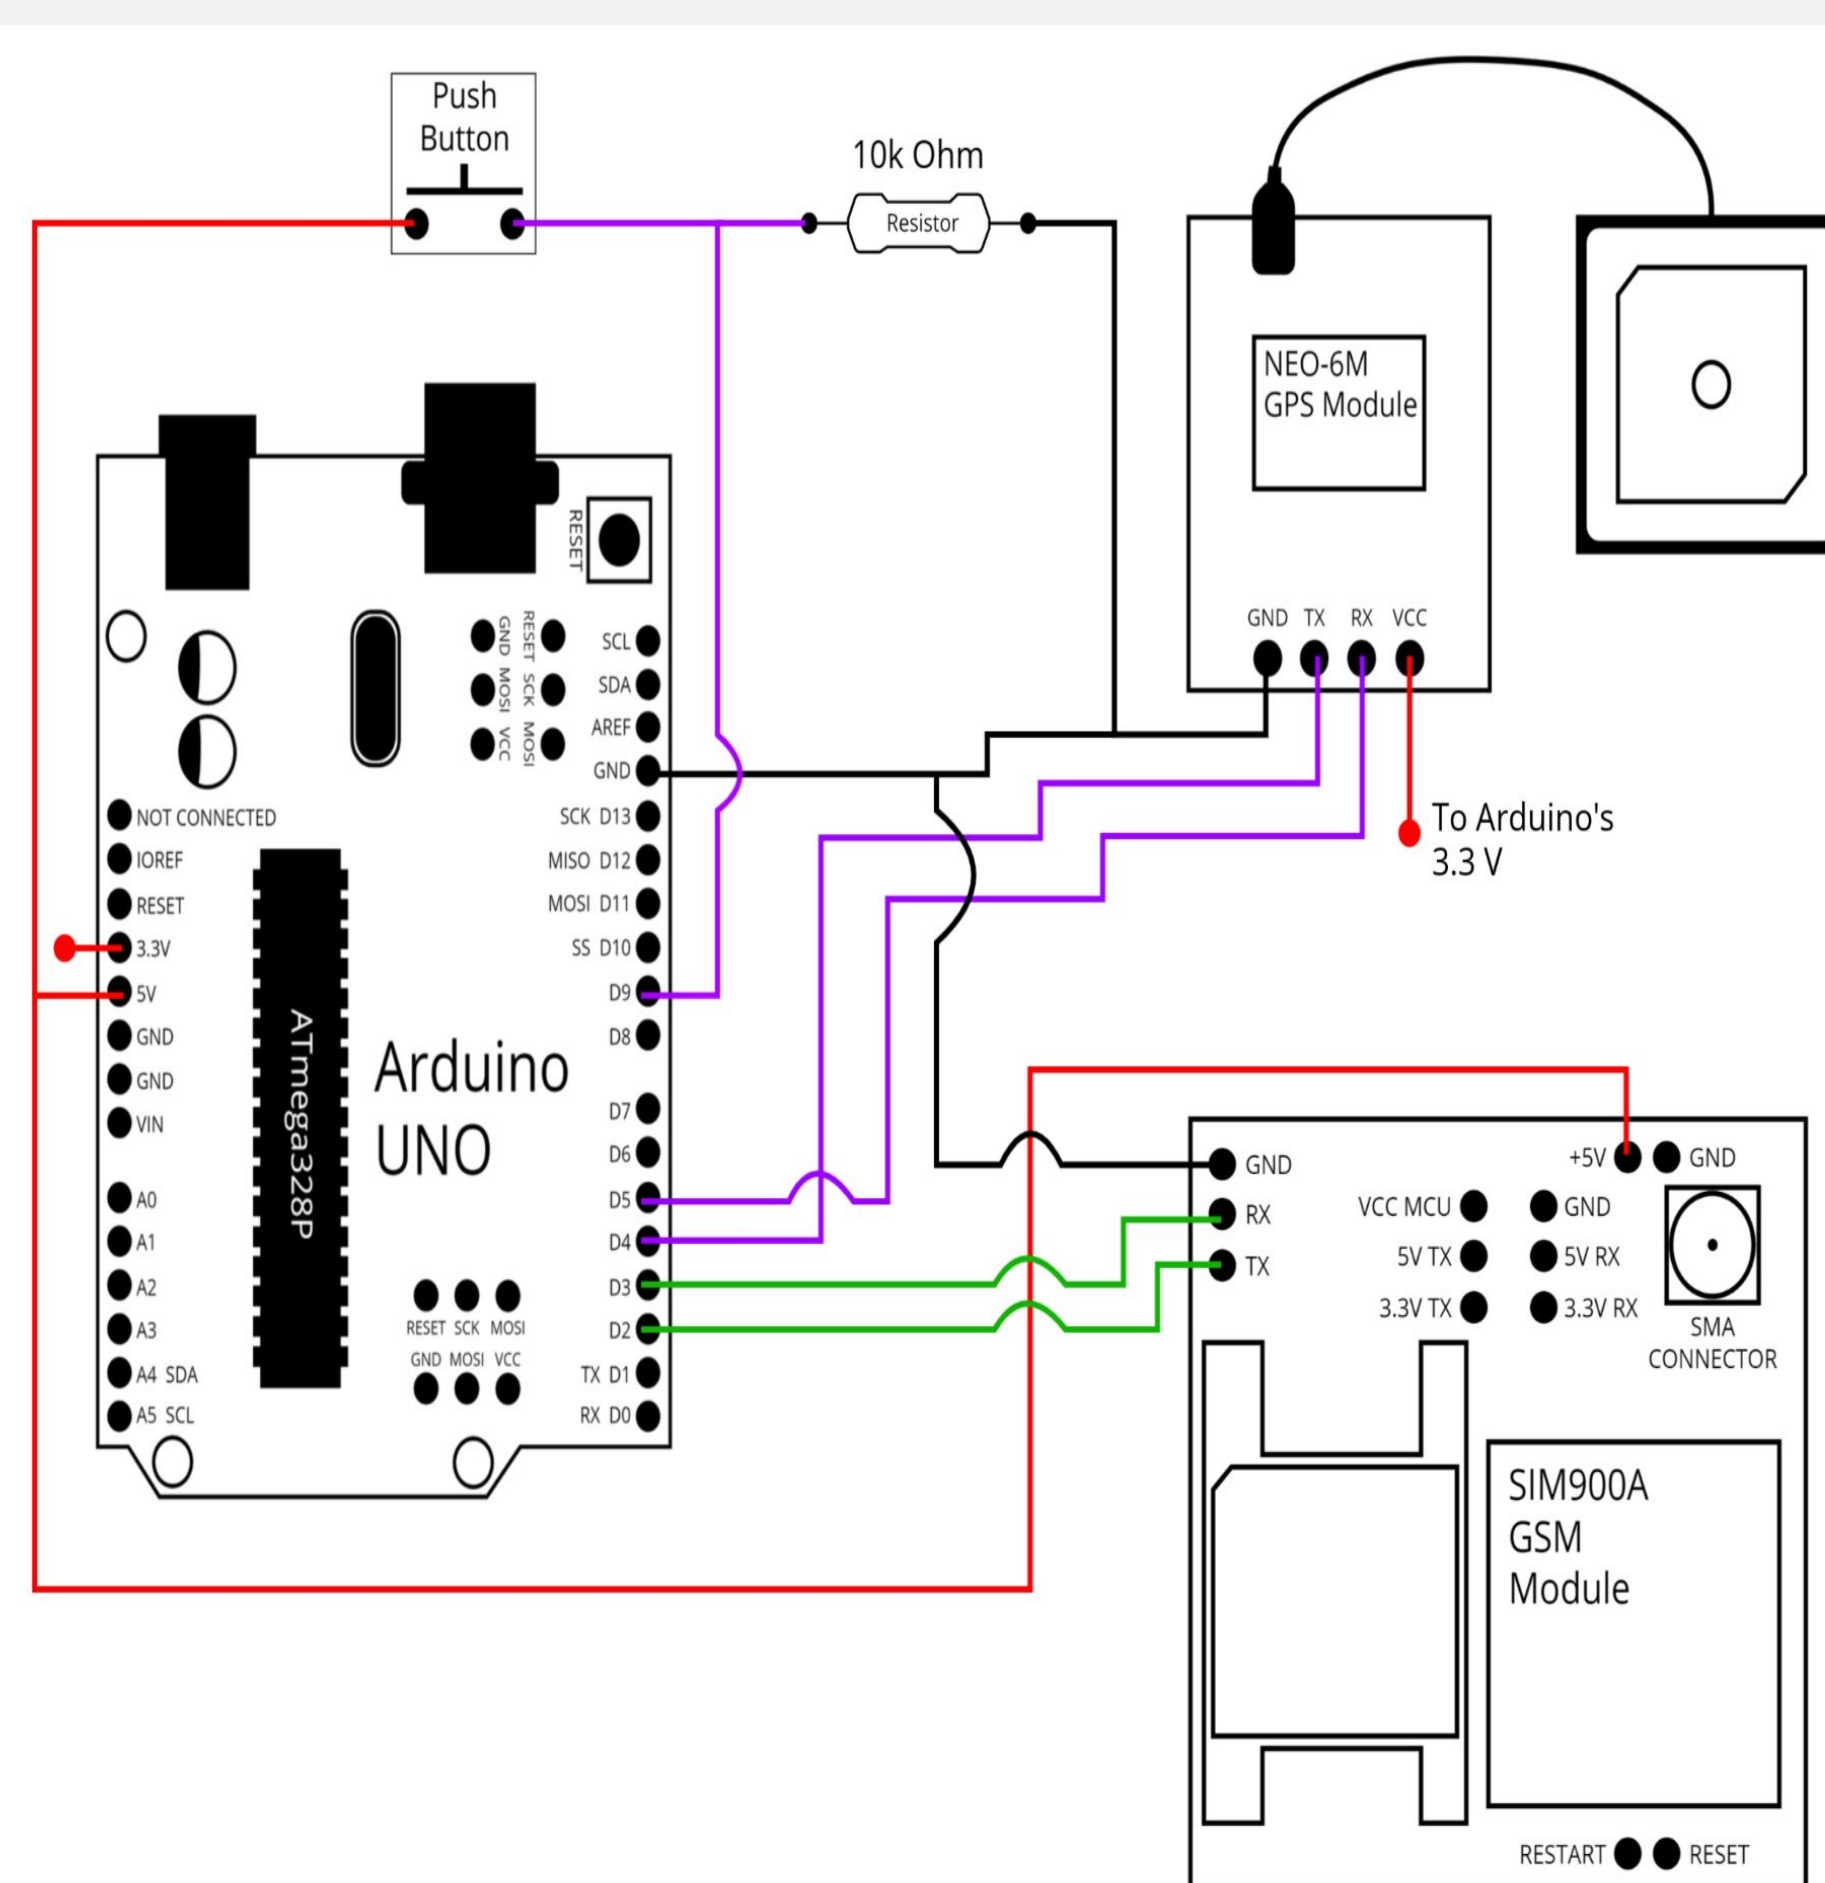 Push
Button
10k Ohm
Resistor
NEO-6M
GPS Module
GND TX RX VCC
To Arduino's
3.3 V
RESET
GND MOSI VCC
RESET SCK MOSI
SCL
SDA
AREF
GND
SCK D13
MISO D12
MOSI D11
SS D10
D9
D8
D7
D6
D5
D4
D3
D2
TX D1
RX D0
NOT CONNECTED
IOREF
RESET
3.3V
5V
GND
GND
VIN
A0
A1
A2
A3
A4 SDA
A5 SCL
ATmega328P
Arduino
UNO
RESET SCK MOSI
GND MOSI VCC
GND
RX
TX
+5V
GND
VCC MCU
GND
5V TX
5V RX
3.3V TX
3.3V RX
SMA
CONNECTOR
SIM900A
GSM
Module
RESTART
RESET